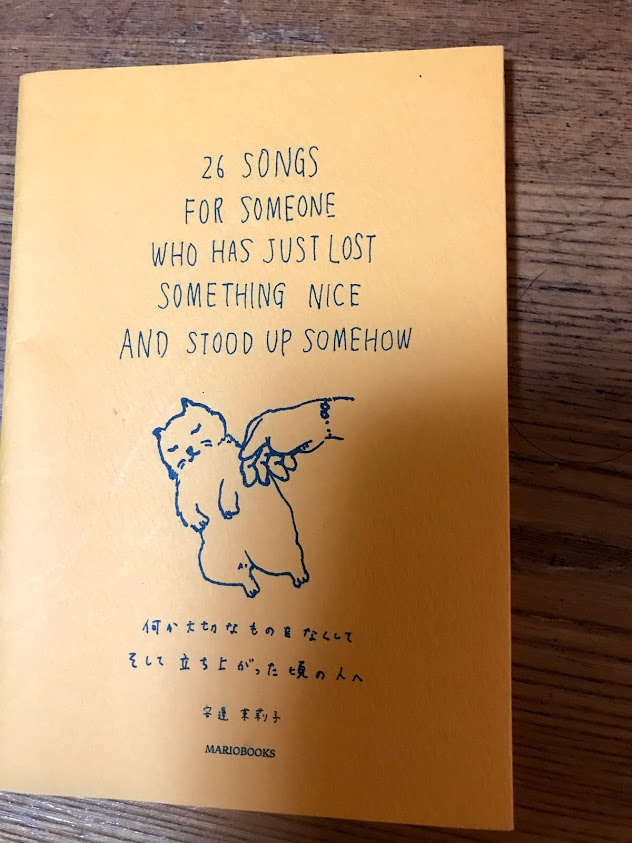 26 SONGS
FOR SOMEONE
WHO HAS JUST LOST
SOMETHING NICE
AND STOOD UP SOMEHOW
何か大切なものをなくして
そして立ち上がった頃の人へ
安達 茉莉子
MARIOBOOKS